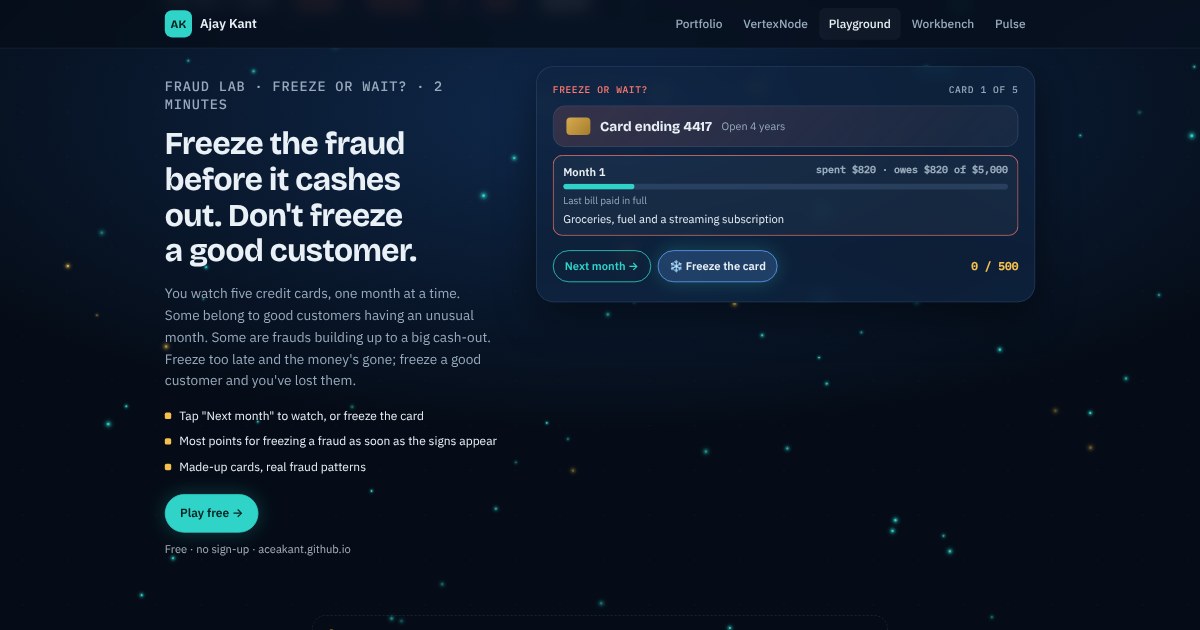 AK Ajay Kant
Portfolio VertexNode Playground Workbench Pulse
FRAUD LAB · FREEZE OR WAIT? · 2
MINUTES
Freeze the fraud
before it cashes
out. Don't freeze
a good customer.
You watch five credit cards, one month at a time.
Some belong to good customers having an unusual
month. Some are frauds building up to a big cash-out.
Freeze too late and the money's gone; freeze a good
customer and you've lost them.
Tap "Next month" to watch, or freeze the card
Most points for freezing a fraud as soon as the signs appear
Made-up cards, real fraud patterns
Play free →
Free · no sign-up · aceakant.github.io
FREEZE OR WAIT? CARD 1 OF 5
Card ending 4417 Open 4 years
Month 1 spent $820 · owes $820 of $5,000
Last bill paid in full
Groceries, fuel and a streaming subscription
Next month → ❄️ Freeze the card 0 / 500